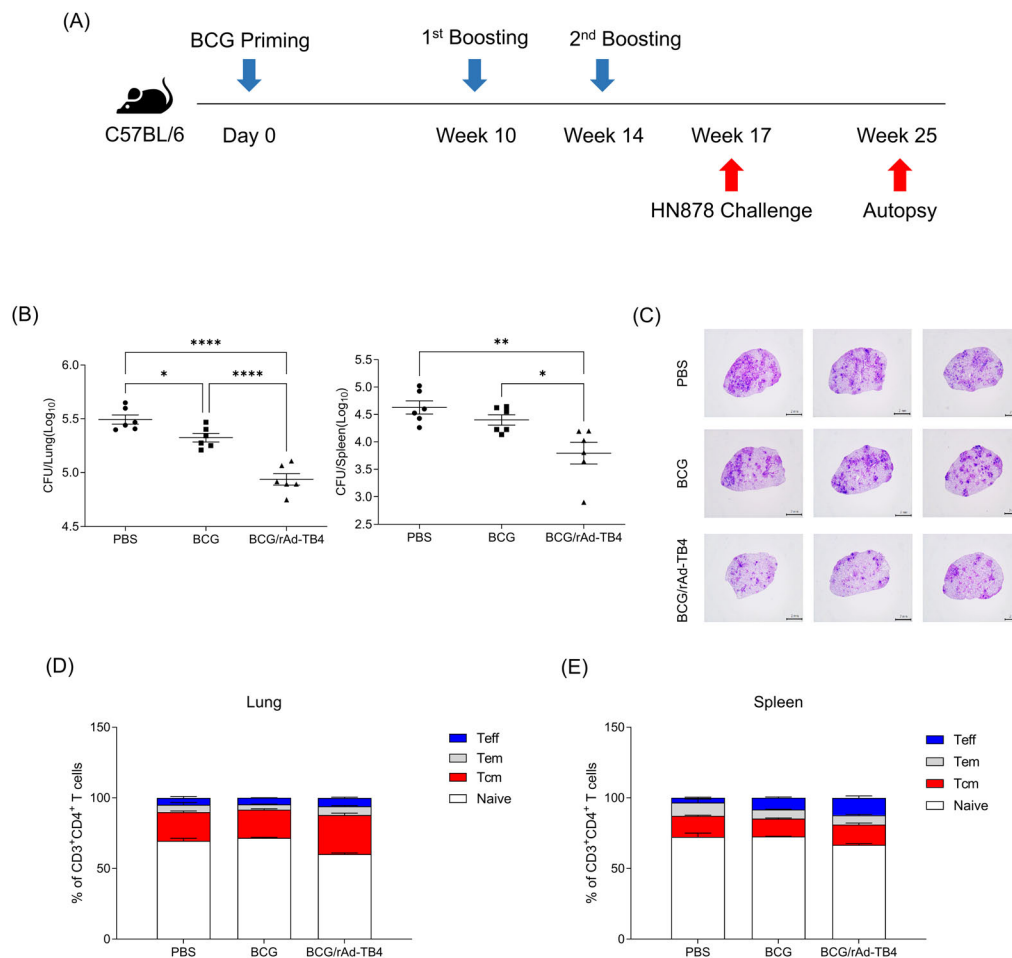 (A)
BCG Priming
1st Boosting
2nd Boosting
C57BL/6
Day 0
Week 10
Week 14
Week 17
Week 25
HN878 Challenge
Autopsy
(B)
CFU/Lung(Log10)
6.0
5.5
5.0
4.5
****
*
****
PBS
BCG
BCG/rAd-TB4
CFU/Spleen(Log10)
5.5
5.0
4.5
4.0
3.5
3.0
2.5
**
*
PBS
BCG
BCG/rAd-TB4
(C)
PBS
BCG
BCG/rAd-TB4
(D)
Lung
% of CD3+CD4+ T cells
150
100
50
0
PBS
BCG
BCG/rAd-TB4
Teff
Tem
Tcm
Naive
(E)
Spleen
% of CD3+CD4+ T cells
150
100
50
0
PBS
BCG
BCG/rAd-TB4
Teff
Tem
Tcm
Naive